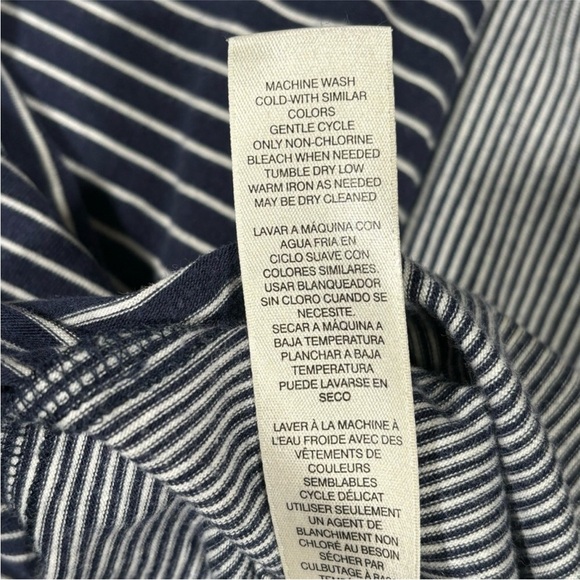 MACHINE WASH
COLD-WITH SIMILAR
COLORS
GENTLE CYCLE
ONLY NON-CHLORINE
BLEACH WHEN NEEDED
TUMBLE DRY LOW
WARM IRON AS NEEDED
MAY BE DRY CLEANED
LAVAR A MÁQUINA CON
AGUA FRIA EN
CICLO SUAVE CON
COLORES SIMILARES.
USAR BLANQUEADOR
SIN CLORO CUANDO SE
NECESITE.
SECAR A MÁQUINA A
BAJA TEMPERATURA
PLANCHAR A BAJA
TEMPERATURA
PUEDE LAVARSE EN
SECO
LAVER À LA MACHINE À
L'EAU FROIDE AVEC DES
VÊTEMENTS DE
COULEURS
SEMBLABLES
CYCLE DÉLICAT
UTILISER SEULEMENT
UN AGENT DE
BLANCHIMENT NON
CHLORÉ AU BESOIN
SÉCHER PAR
CULBUTAGE À